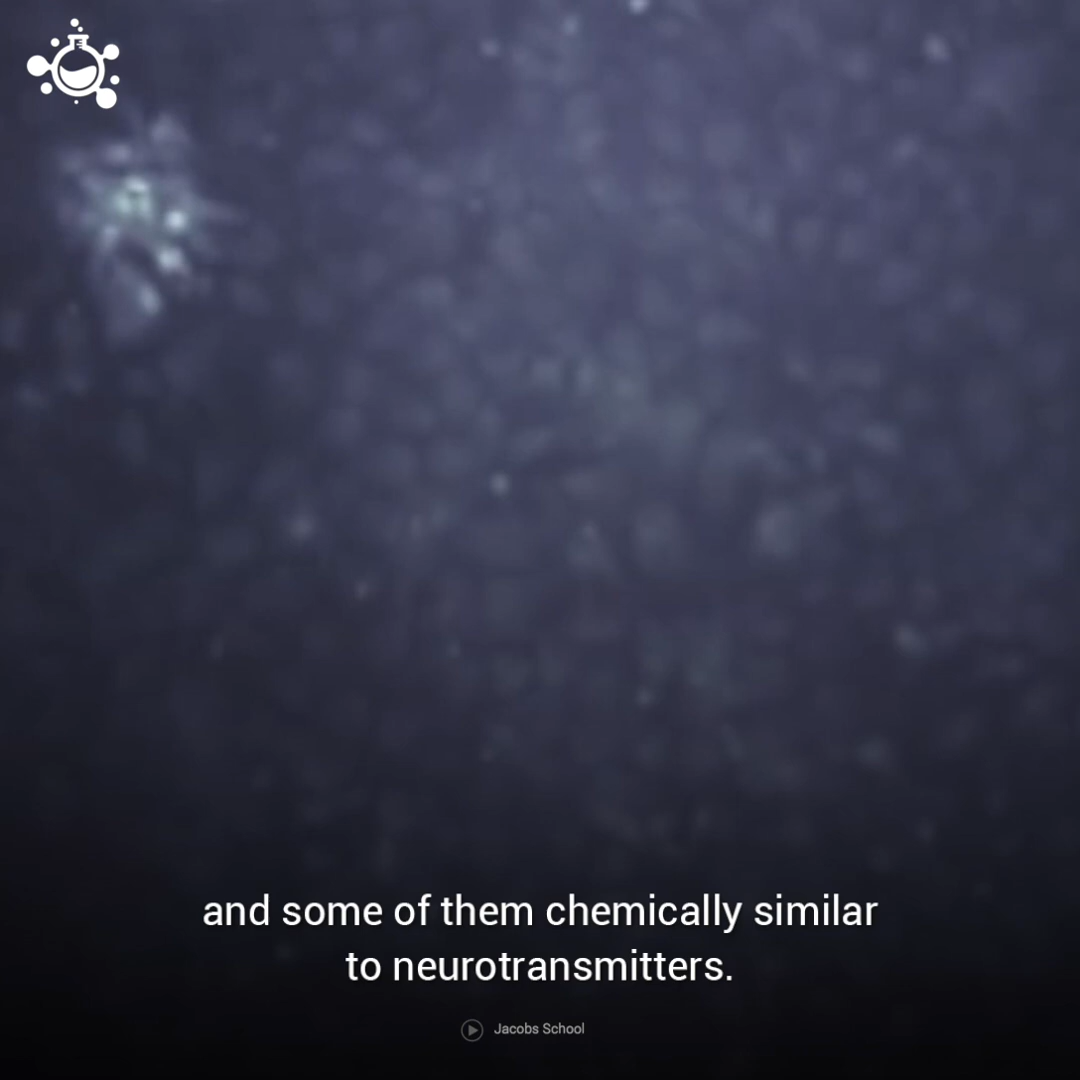 and some of them chemically similar
to neurotransmitters.
Jacobs School